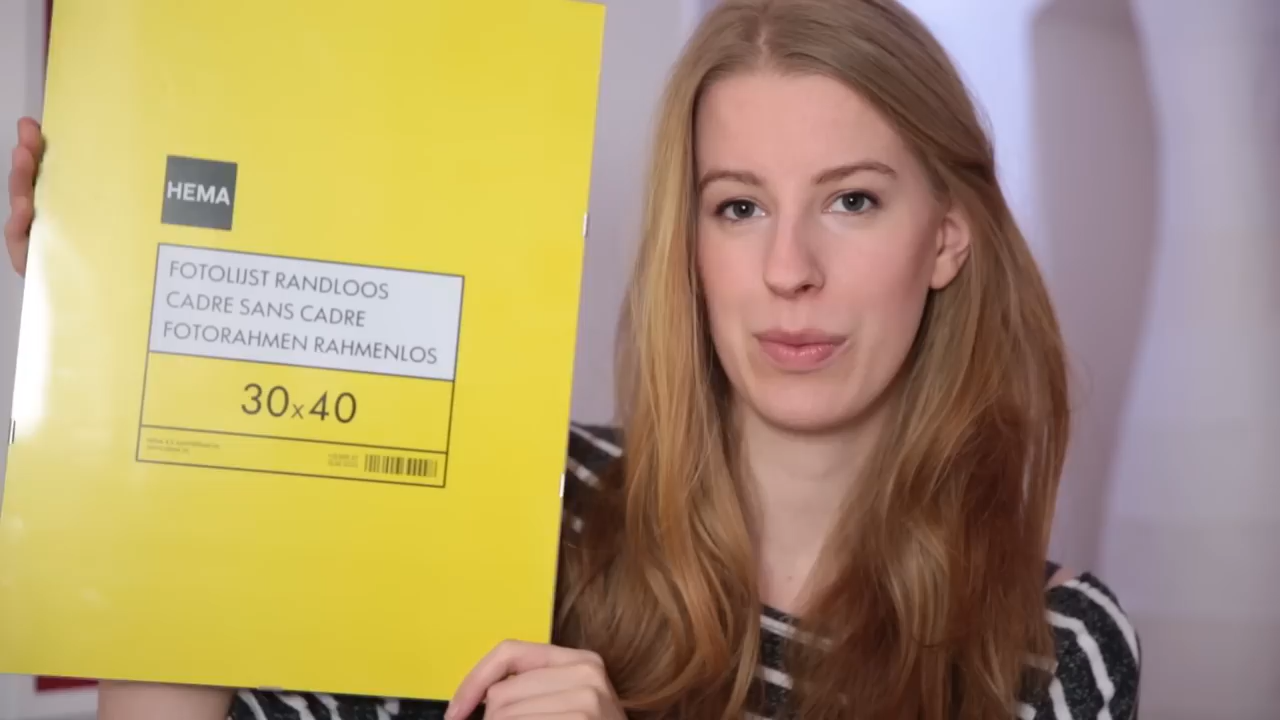 HEMA
FOTOLIJST RANDLOOS
CADRE SANS CADRE
FOTORAHMEN RAHMENLOS
30x40